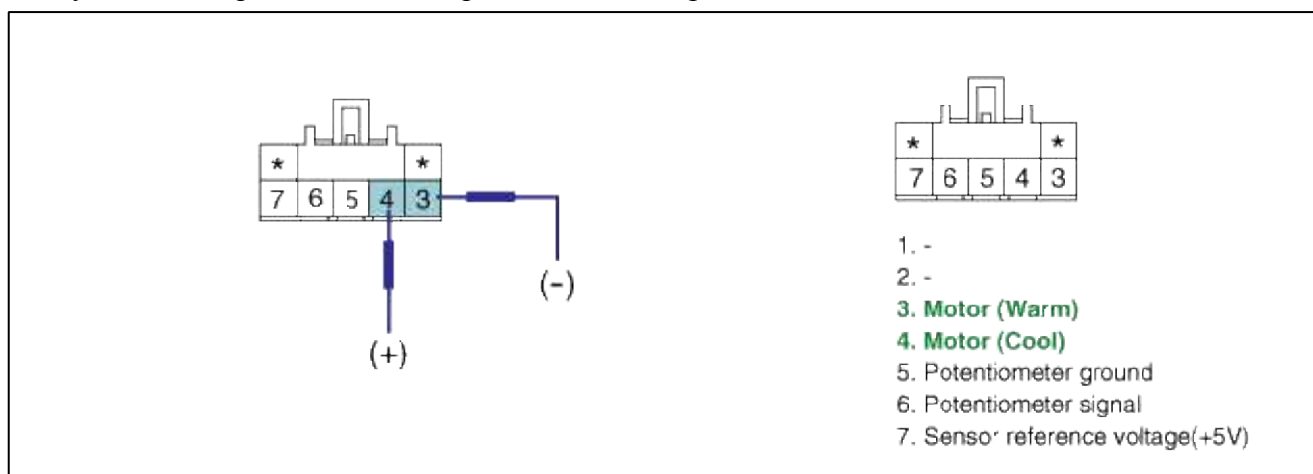 * *
7 6 5 4 3
(-)
(+)
* *
7 6 5 4 3
1. -
2. -
3. Motor (Warm)
4. Motor (Cool)
5. Potentiometer ground
6. Potentiometer signal
7. Sensor reference voltage(+5V)